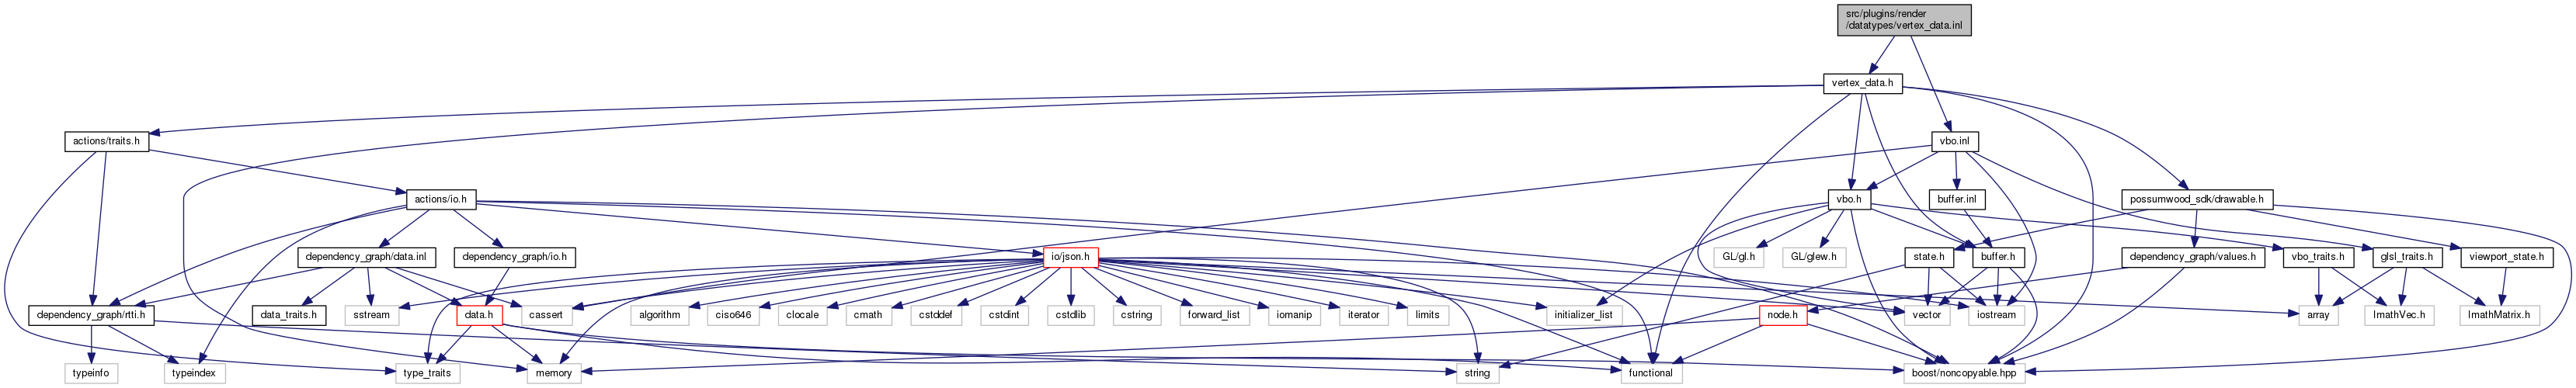 src/plugins/render
/datatypes/vertex_data.inl
vertex_data.h
actions/traits.h
vbo.inl
actions/io.h
vbo.h
buffer.inl
possumwood_sdk/drawable.h
dependency_graph/data.inl
dependency_graph/io.h
io/json.h
GL/gl.h
GL/glew.h
state.h
buffer.h
dependency_graph/values.h
vbo_traits.h
glsl_traits.h
viewport_state.h
dependency_graph/rtti.h
data_traits.h
sstream
data.h
cassert
algorithm
ciso646
clocale
cmath
cstddef
cstdint
cstdlib
cstring
forward_list
iomanip
iterator
limits
initializer_list
node.h
vector
iostream
array
ImathVec.h
ImathMatrix.h
typeinfo
typeindex
type_traits
memory
string
functional
boost/noncopyable.hpp